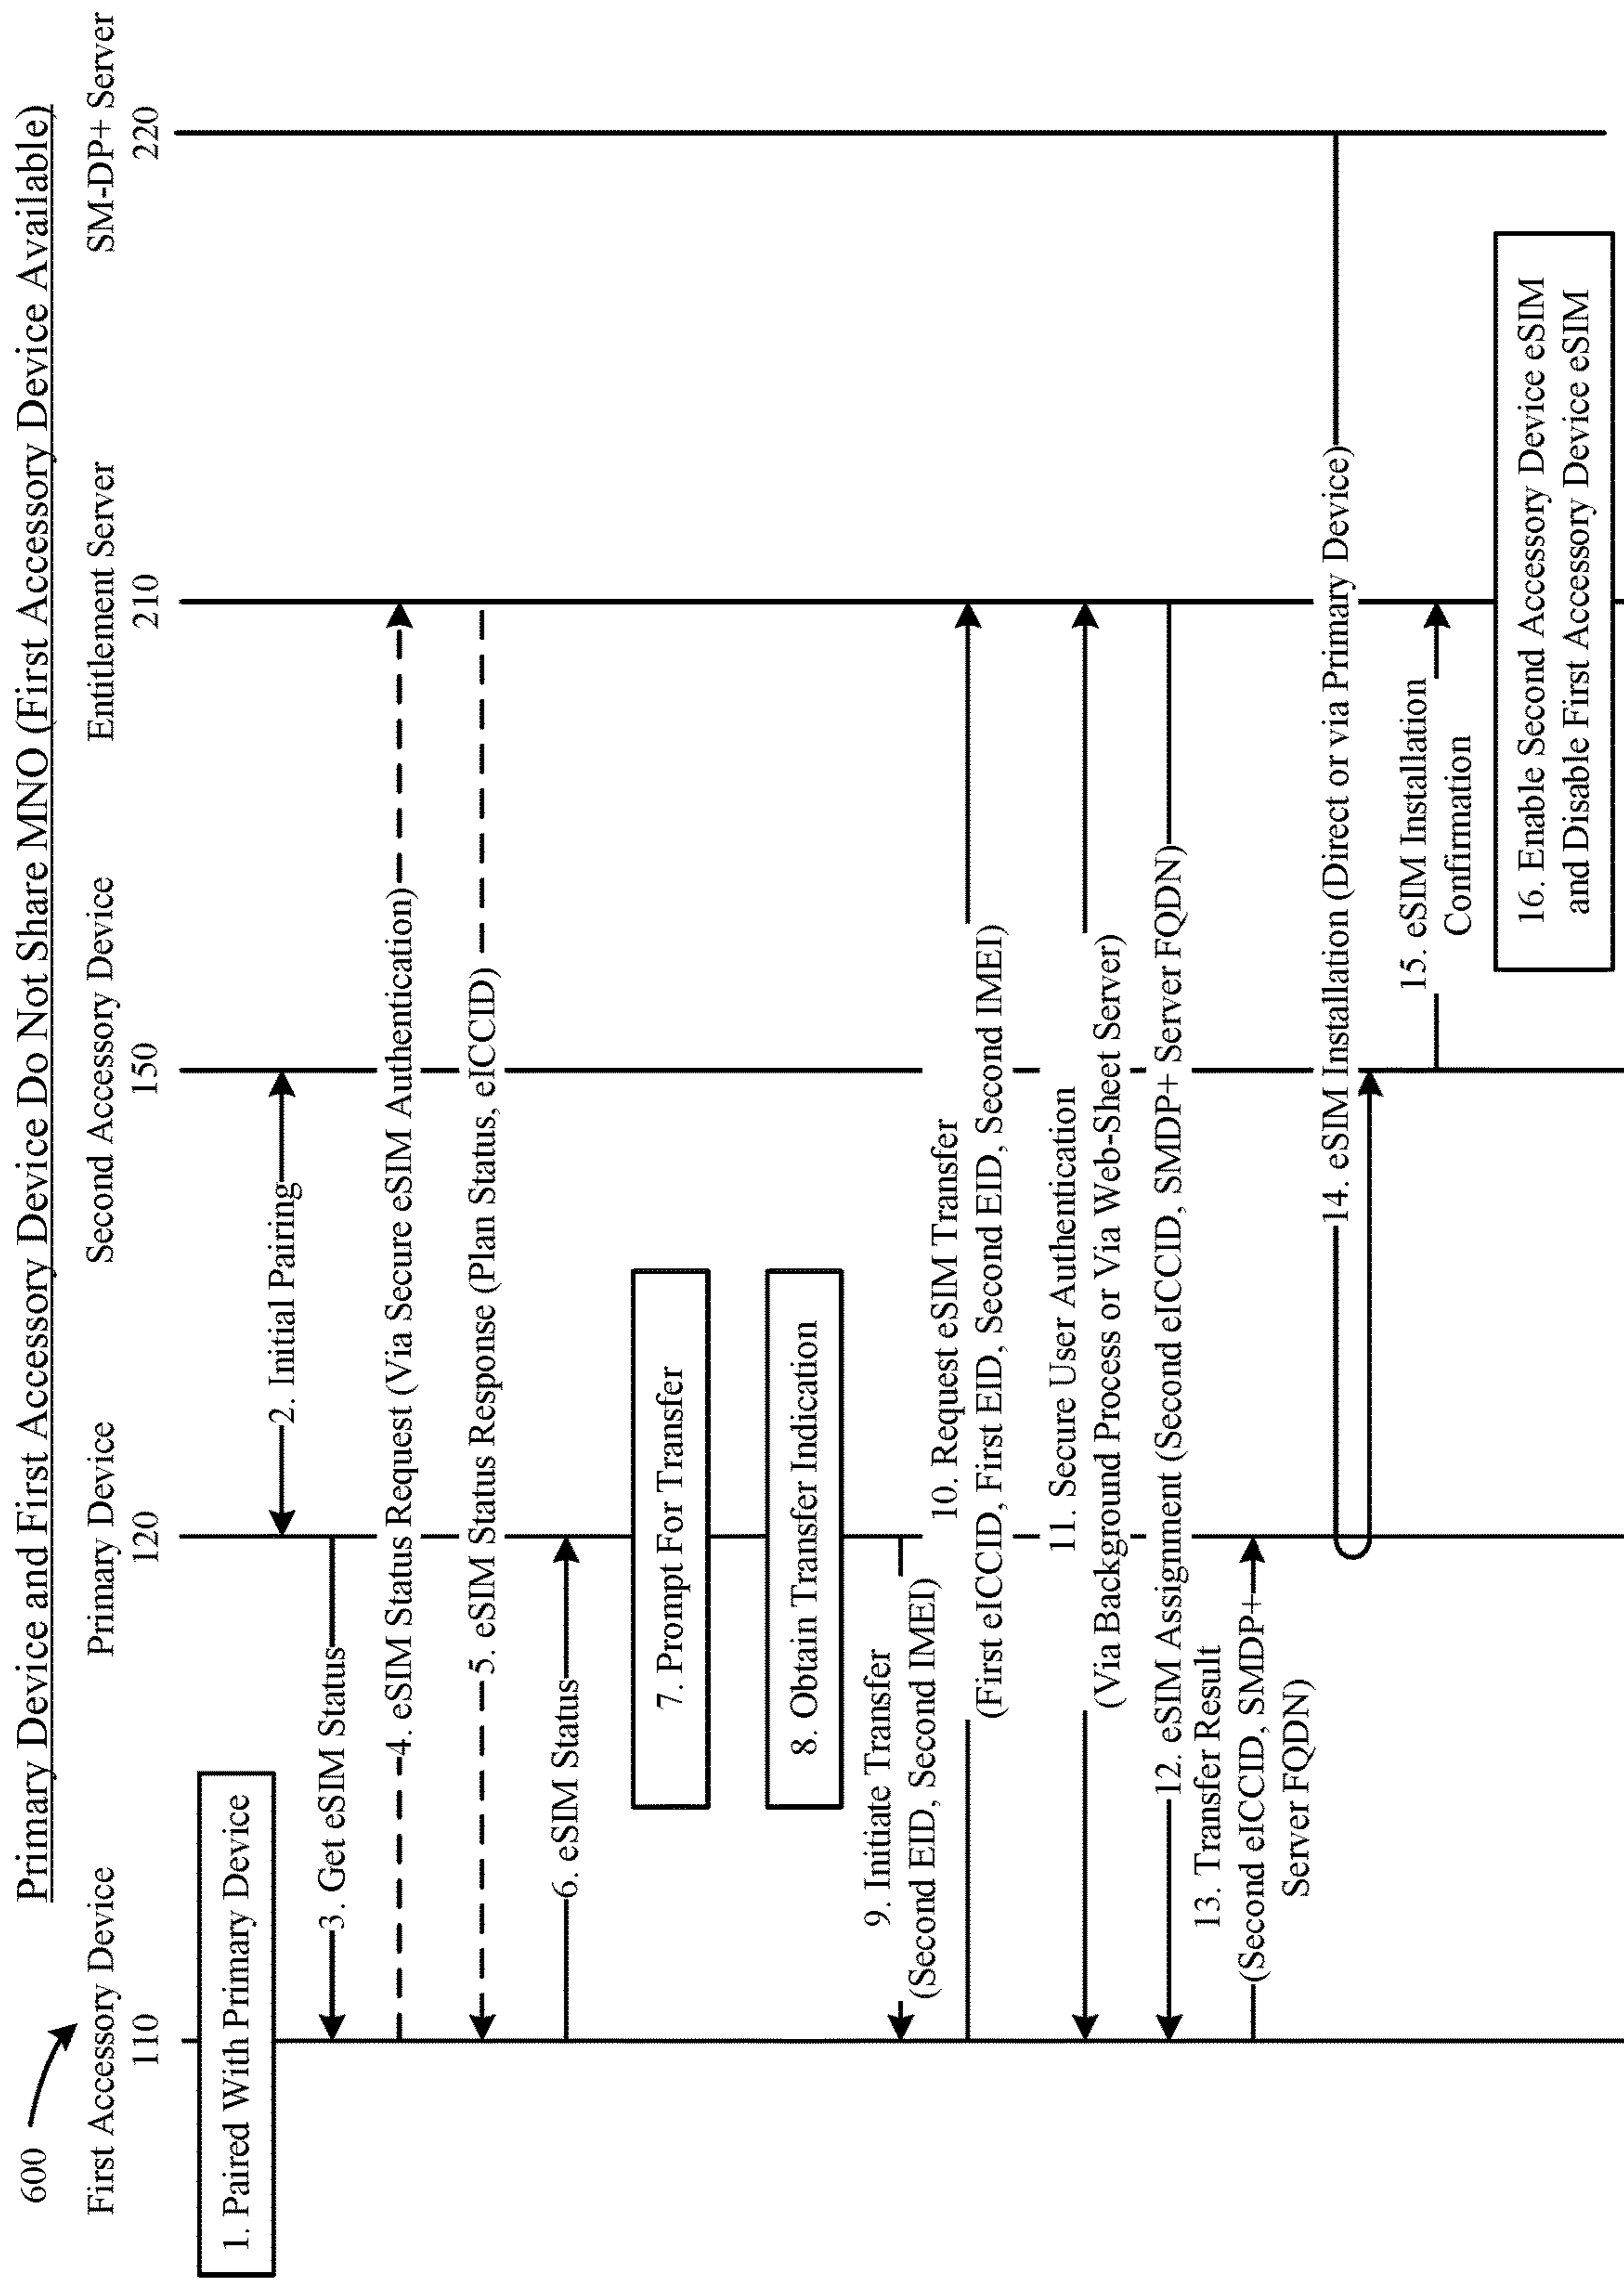 600
Primary Device and First Accessory Device Do Not Share MNO (First Accessory Device Available)
First Accessory Device
110
Primary Device
120
Second Accessory Device
150
Entitlement Server
210
SM-DP+ Server
220
1. Paired With Primary Device
2. Initial Pairing
3. Get eSIM Status
4. eSIM Status Request (Via Secure eSIM Authentication)
5. eSIM Status Response (Plan Status, eICCID)
6. eSIM Status
7. Prompt For Transfer
8. Obtain Transfer Indication
9. Initiate Transfer
(Second EID, Second IMEI)
10. Request eSIM Transfer
(First eICCID, First EID, Second EID, Second IMEI)
11. Secure User Authentication
(Via Background Process or Via Web-Sheet Server)
12. eSIM Assignment (Second eICCID, SMDP+ Server FQDN)
13. Transfer Result
(Second eICCID, SMDP+
Server FQDN)
14. eSIM Installation (Direct or via Primary Device)
15. eSIM Installation
Confirmation
16. Enable Second Accessory Device eSIM
and Disable First Accessory Device eSIM